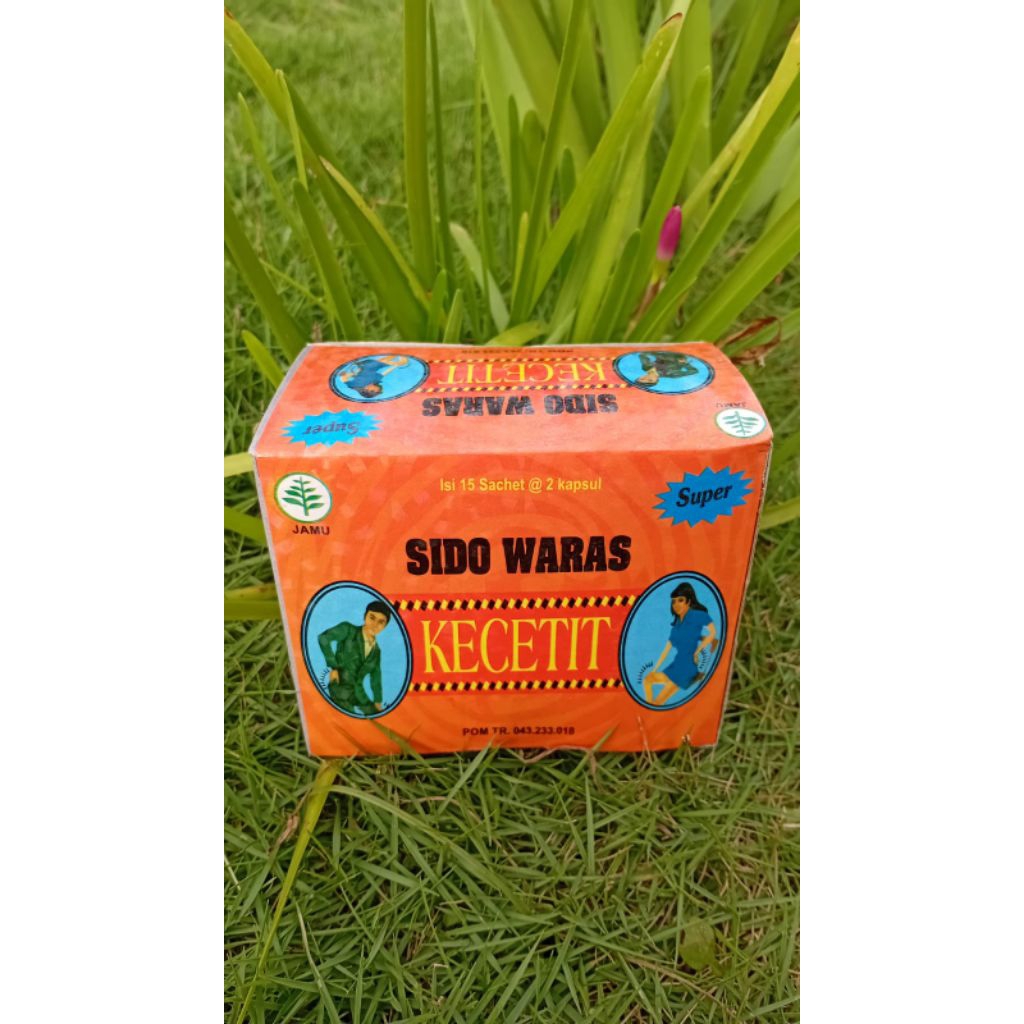 KECETIT
SIDO WARAS
Super
JAMU
Isi 15 Sachet @ 2 kapsul
Super
JAMU
SIDO WARAS
KECETIT
POM TR. 043.233.018